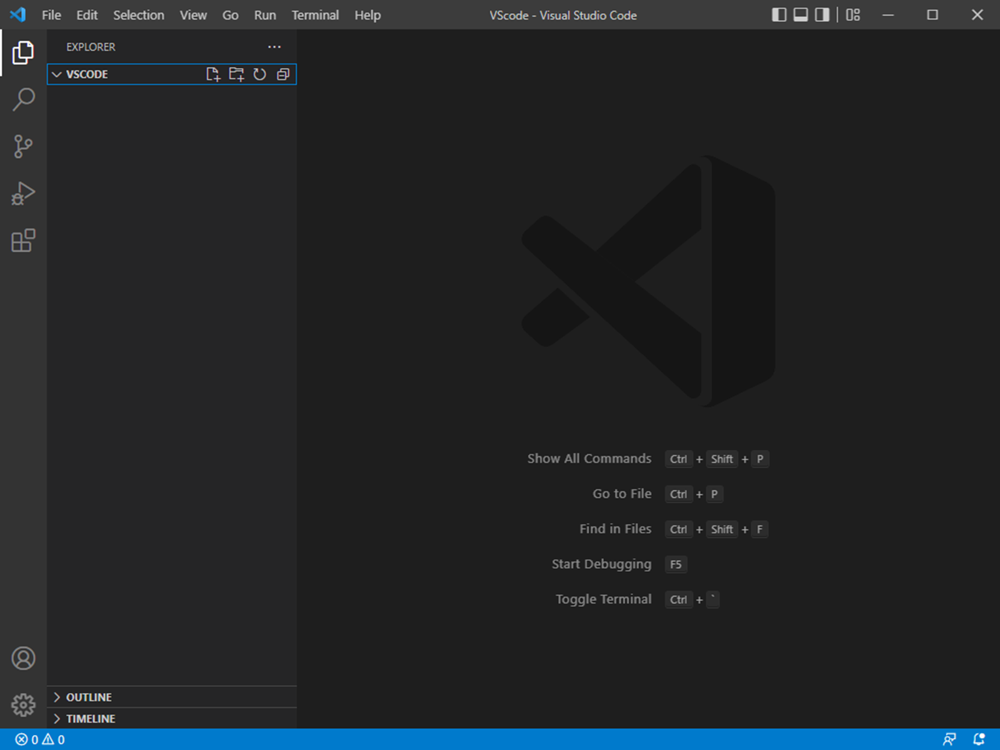 File Edit Selection View Go Run Terminal Help VScode - Visual Studio Code
EXPLORER
VSCODE
Show All Commands Ctrl + Shift + P
Go to File Ctrl + P
Find in Files Ctrl + Shift + F
Start Debugging F5
Toggle Terminal Ctrl + `
OUTLINE
TIMELINE
0 0